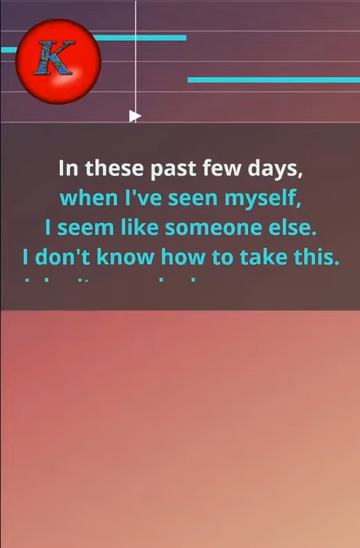 K
In these past few days,
when I've seen myself,
I seem like someone else.
I don't know how to take this.